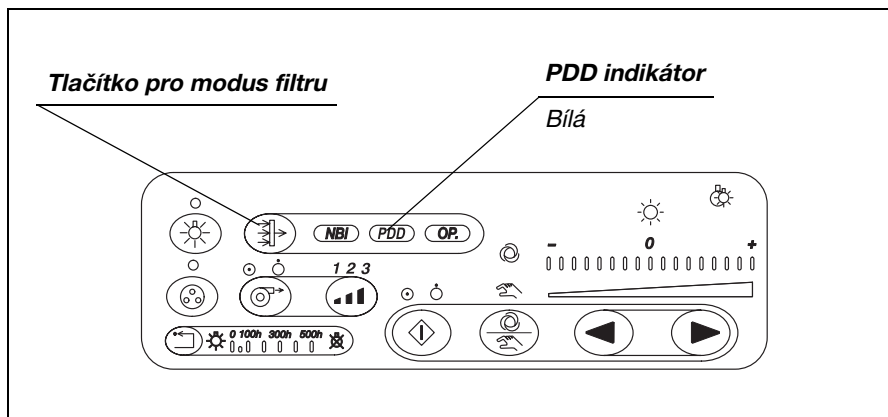 Tlačítko pro modus filtru
PDD indikátor
Bílá
NBI PDD OP.
- 0 +
1 2 3
0 100h 300h 500h